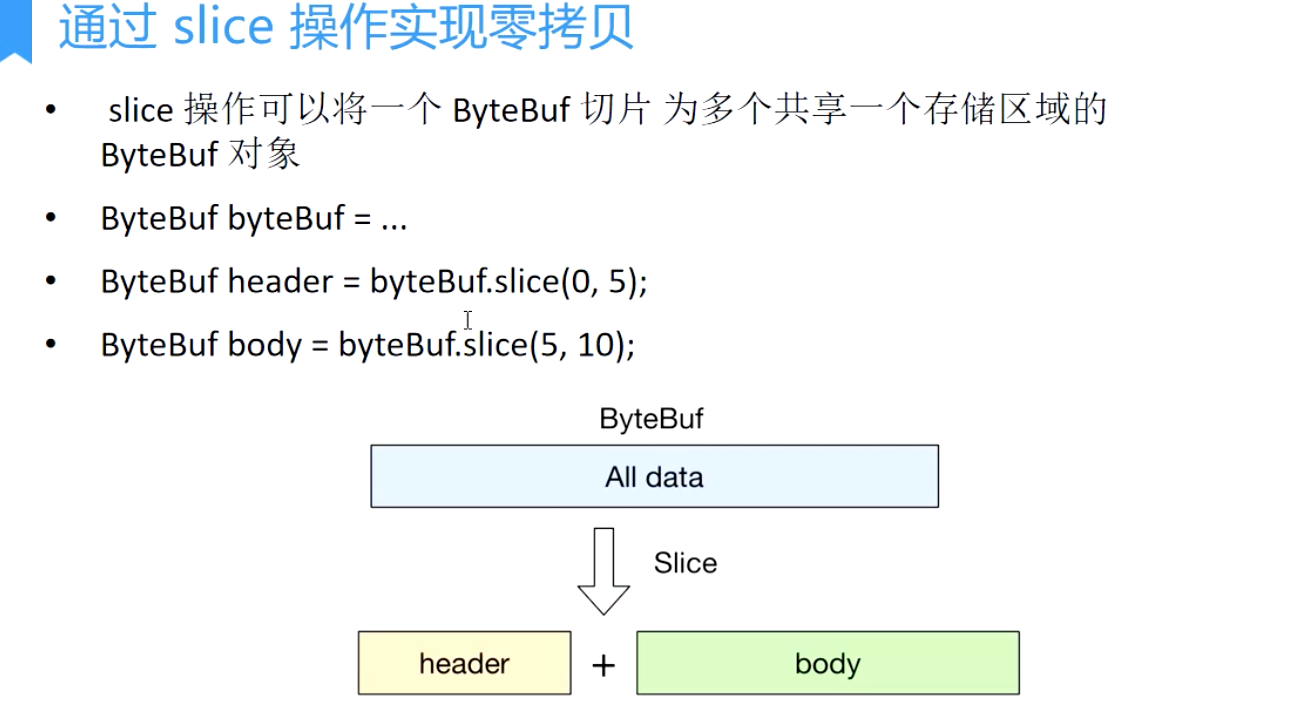 通过 slice 操作实现零拷贝
• slice 操作可以将一个 ByteBuf 切片 为多个共享一个存储区域的
ByteBuf 对象
• ByteBuf byteBuf = ...
• ByteBuf header = byteBuf.slice(0, 5);
• ByteBuf body = byteBuf.slice(5, 10);
ByteBuf
All data
Slice
header + body